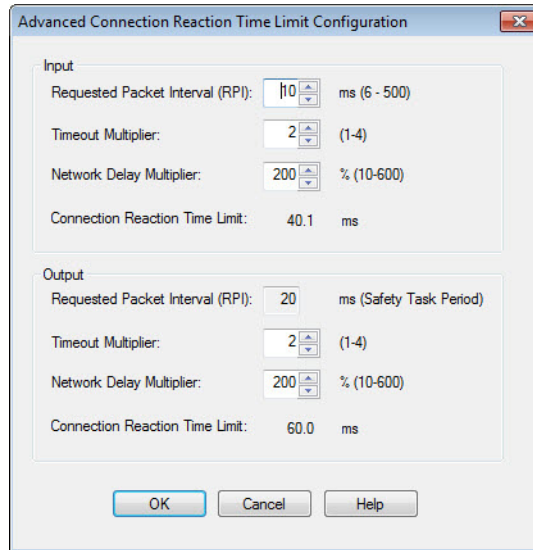 Advanced Connection Reaction Time Limit Configuration
Input
Requested Packet Interval (RPI): 10 ms (6 - 500)
Timeout Multiplier: 2 (1-4)
Network Delay Multiplier: 200 % (10-600)
Connection Reaction Time Limit: 40.1 ms
Output
Requested Packet Interval (RPI): 20 ms (Safety Task Period)
Timeout Multiplier: 2 (1-4)
Network Delay Multiplier: 200 % (10-600)
Connection Reaction Time Limit: 60.0 ms
OK Cancel Help